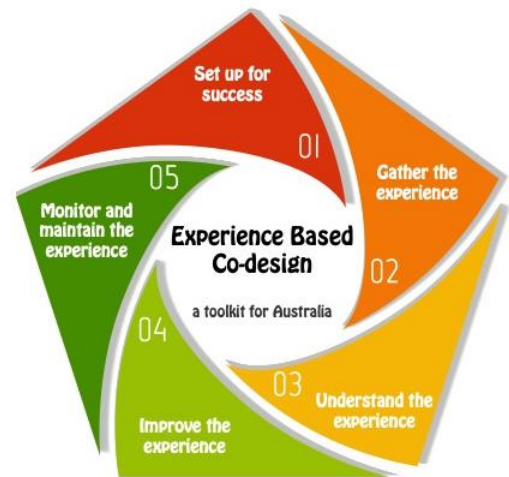 Set up for
success
01
Gather the
experience
02
Understand the
experience
03
Improve the
experience
04
Monitor and
maintain the
experience
05
Experience Based
Co-design
a toolkit for Australia